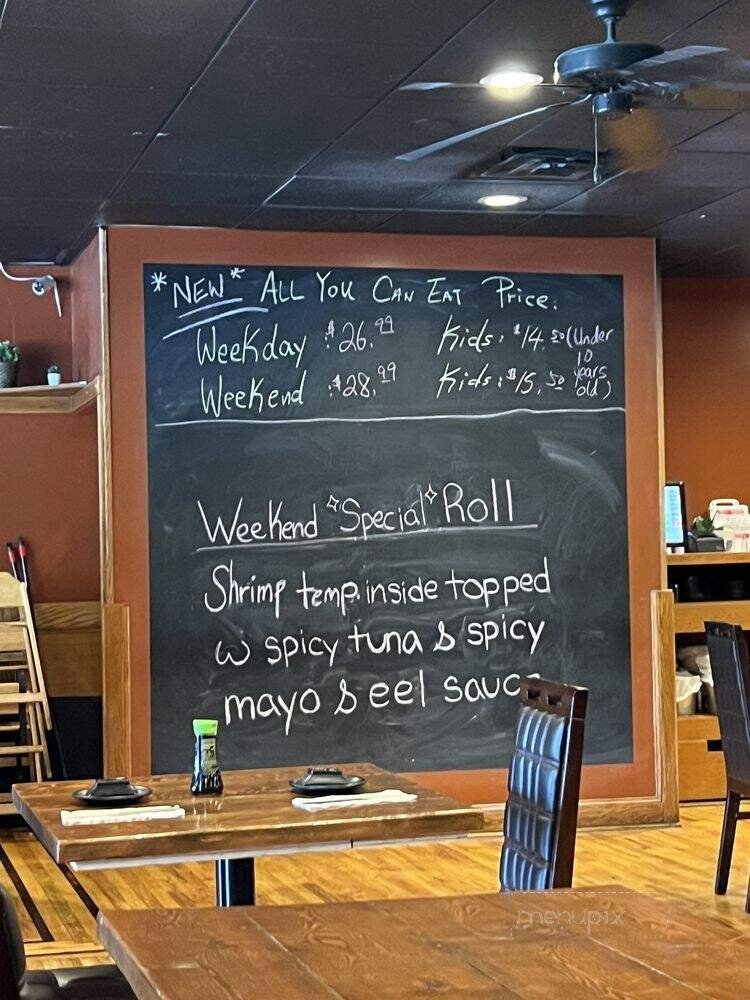 *NEW* ALL YOU CAN EAT Price:
Weekday :$26.99 Kids: $14.50 (Under
10
years
old)
Weekend :$28.99 Kids: $15.50
Weekend "Special" Roll
Shrimp temp. inside topped
w spicy tuna & spicy
mayo & eel sauc
menupix